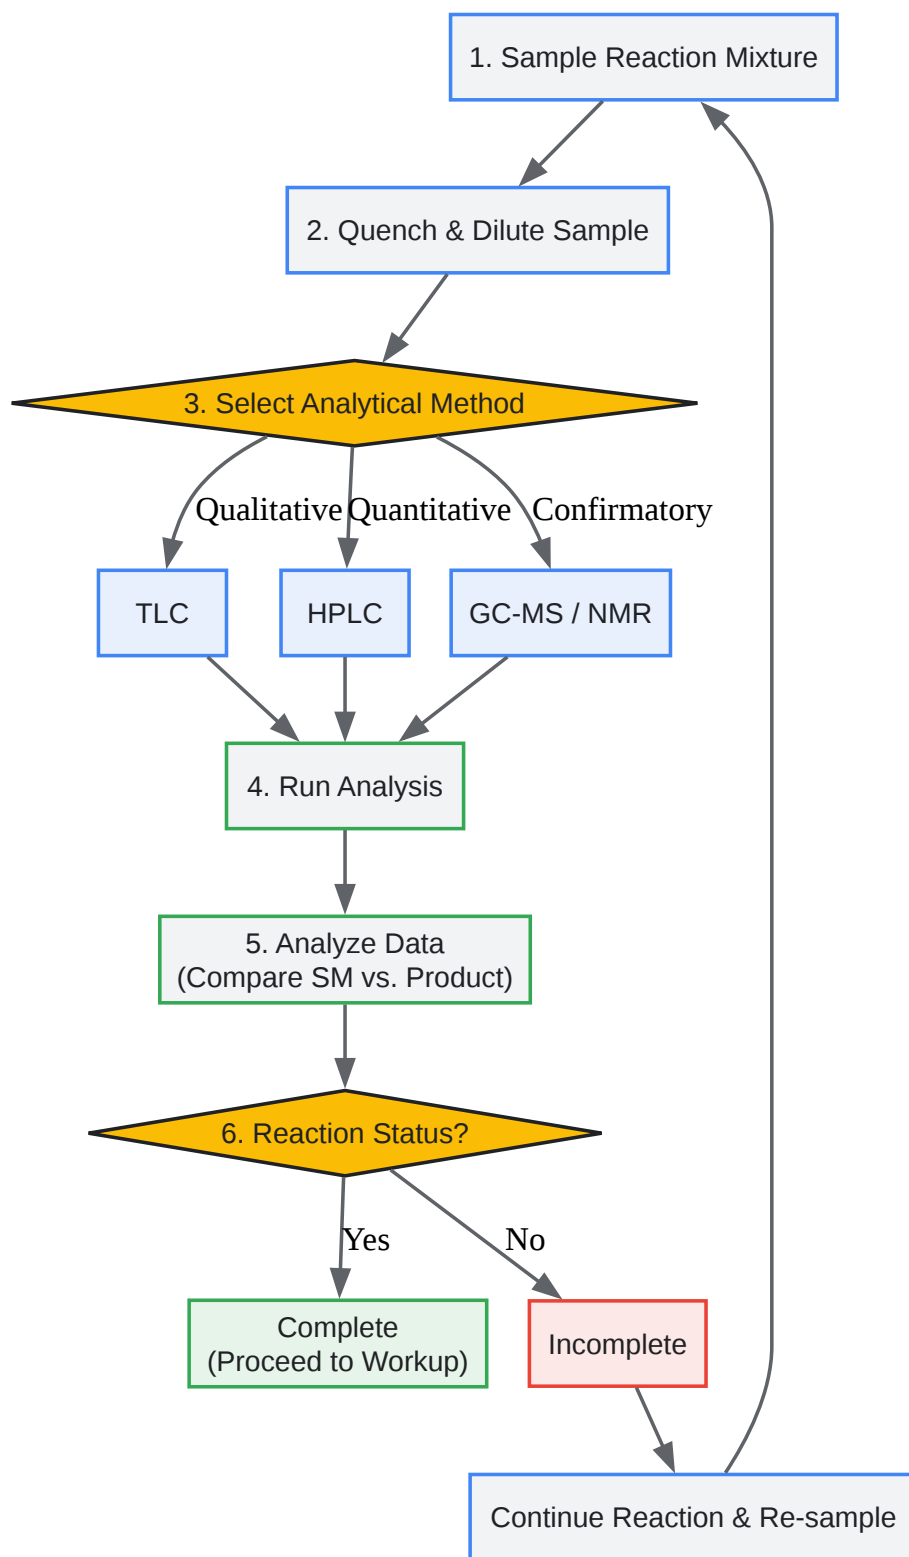 1. Sample Reaction Mixture
2. Quench & Dilute Sample
3. Select Analytical Method
Qualitative
Quantitative
Confirmatory
TLC
HPLC
GC-MS / NMR
4. Run Analysis
5. Analyze Data
(Compare SM vs. Product)
6. Reaction Status?
Yes
No
Complete
(Proceed to Workup)
Incomplete
Continue Reaction & Re-sample